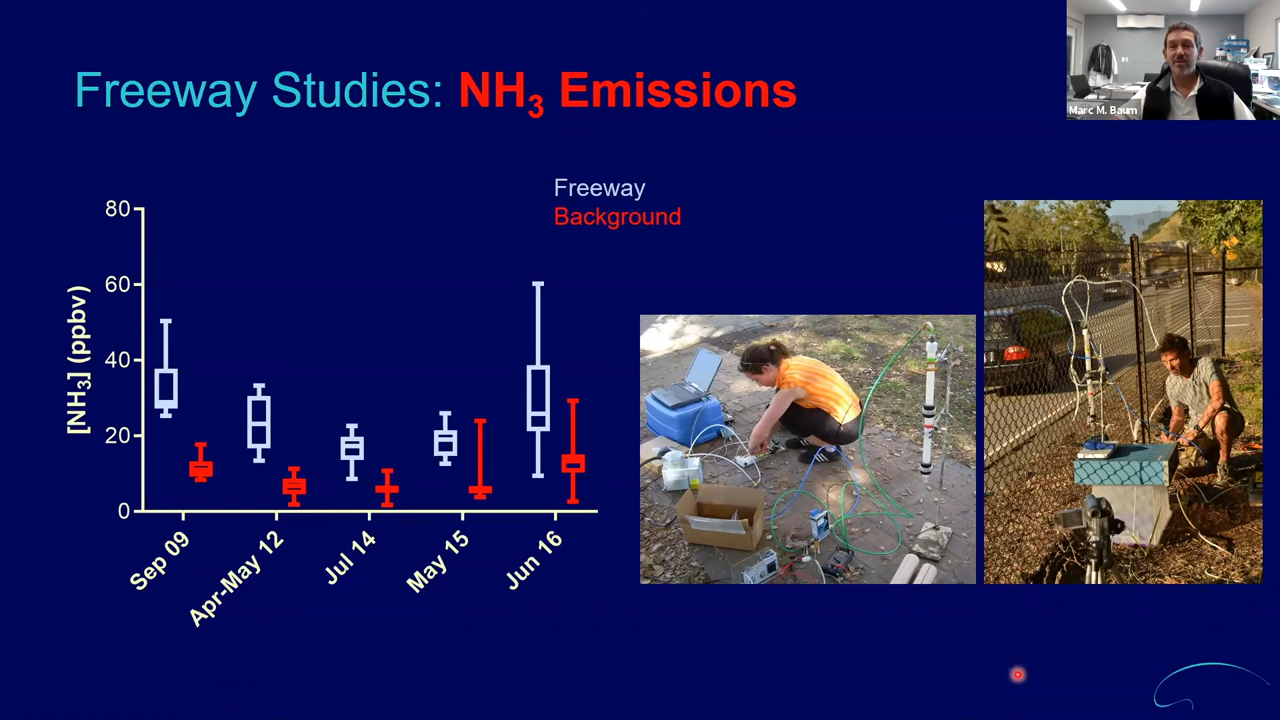 Freeway Studies: NH3 Emissions
Marc M. Baum
Freeway
Background
80
60
40
20
0
[NH3] (ppbv)
Sep 09
Apr-May 12
Jul 14
May 15
Jun 16